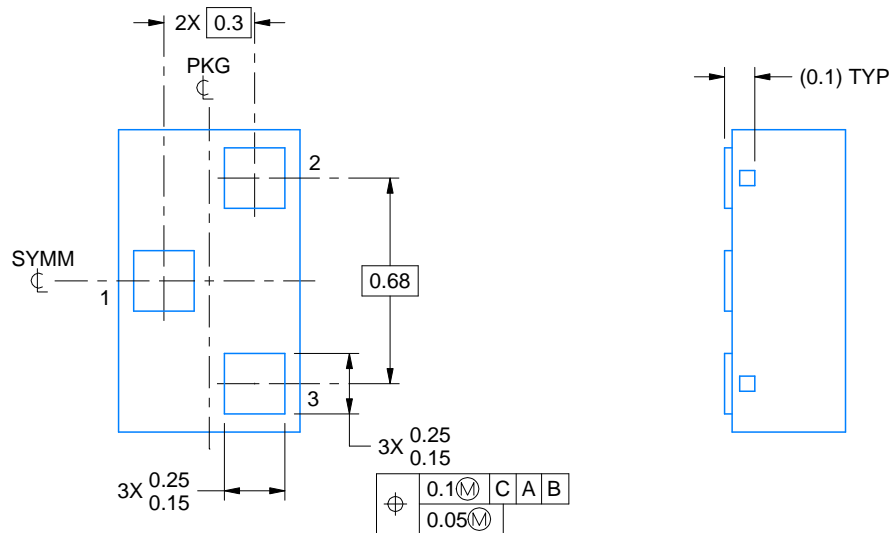 2X 0.3
PKG
℄
(0.1) TYP
2
SYMM
℄
1
0.68
3
3X 0.25
0.15
3X 0.25
0.15
⌖ 0.1Ⓜ C A B
0.05Ⓜ